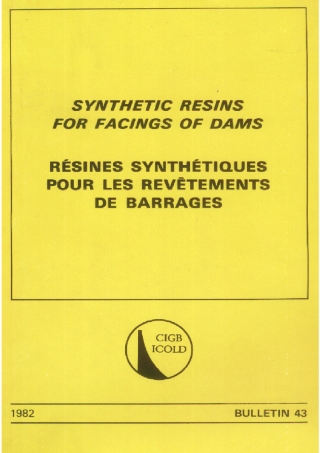 SYNTHETIC RESINS
FOR FACINGS OF DAMS
RÉSINES SYNTHÉTIQUES
POUR LES REVÊTEMENTS
DE BARRAGES
CIGB
ICOLD
1982 BULLETIN 43